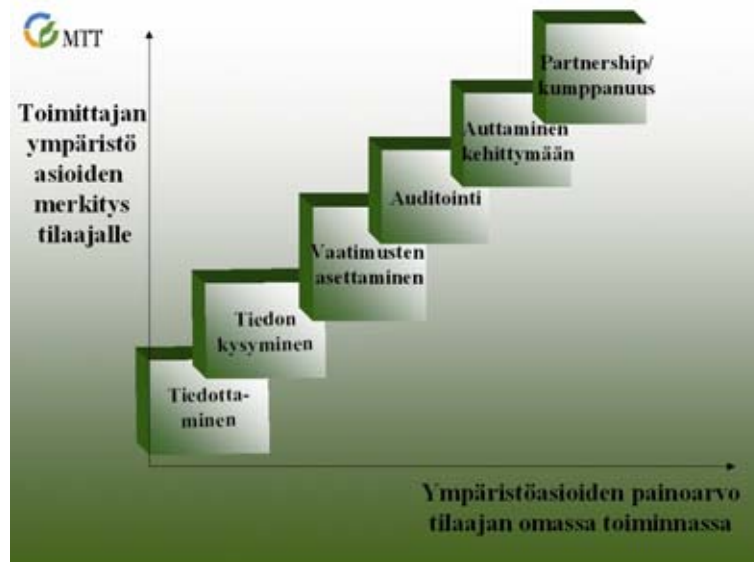 MTT
Toimittajan
ympäristö
asioiden
merkitys
tilaajalle
Partnership/
kumppanuus
Auttaminen
kehittymään
Auditointi
Vaatimusten
asettaminen
Tiedon
kysyminen
Tiedotta-
minen
Ympäristöasioiden painoarvo
tilaajan omassa toiminnassa